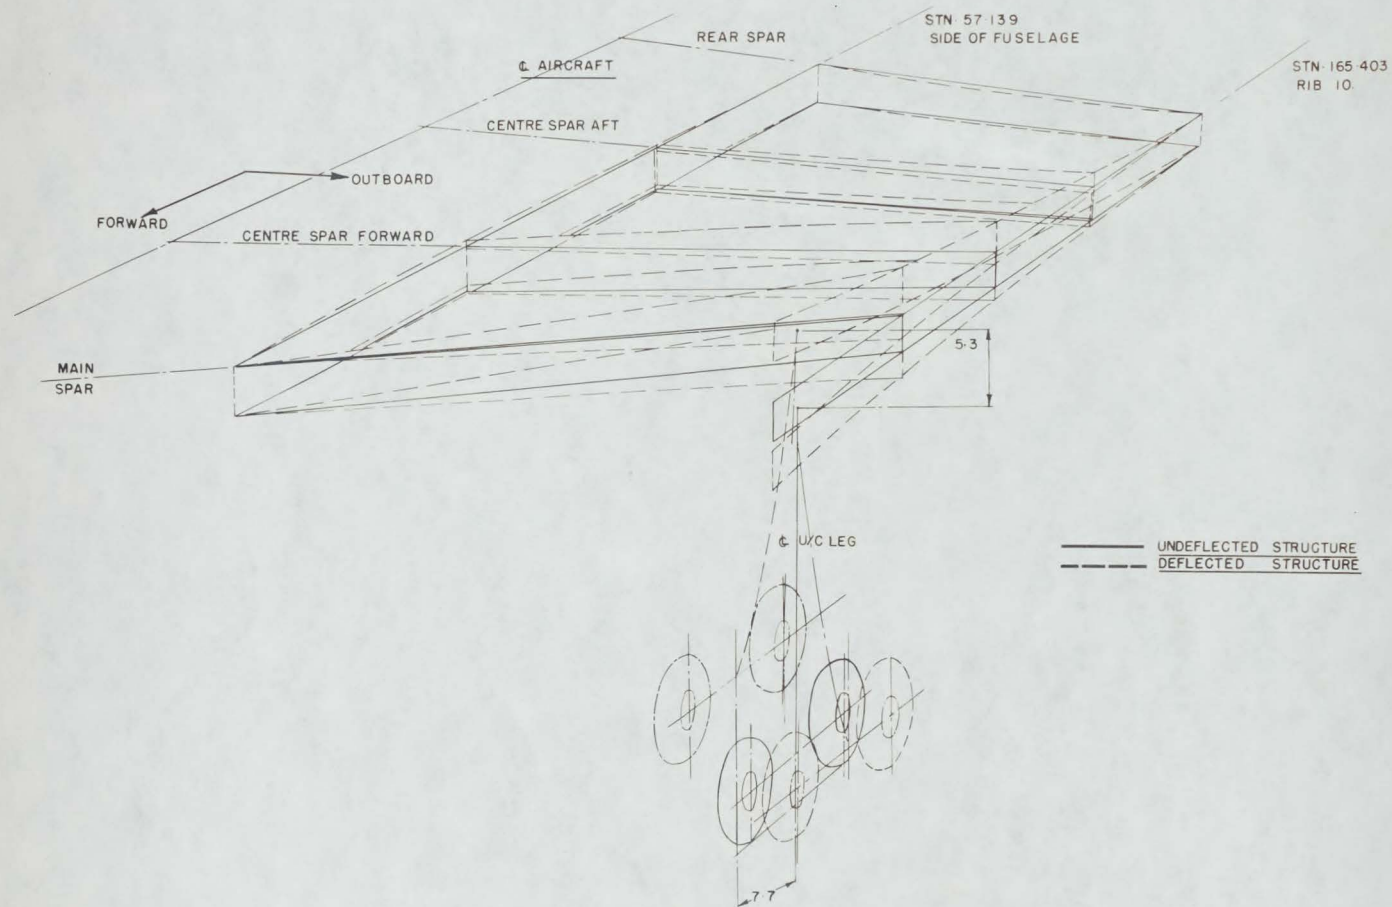 STN· 57·139
SIDE OF FUSELAGE
REAR SPAR
STN· 165·403
RIB 10.
℄ AIRCRAFT
CENTRE SPAR AFT
OUTBOARD
FORWARD
CENTRE SPAR FORWARD
5·3
MAIN
SPAR
℄ U/C LEG
UNDEFLECTED STRUCTURE
DEFLECTED STRUCTURE
7·7